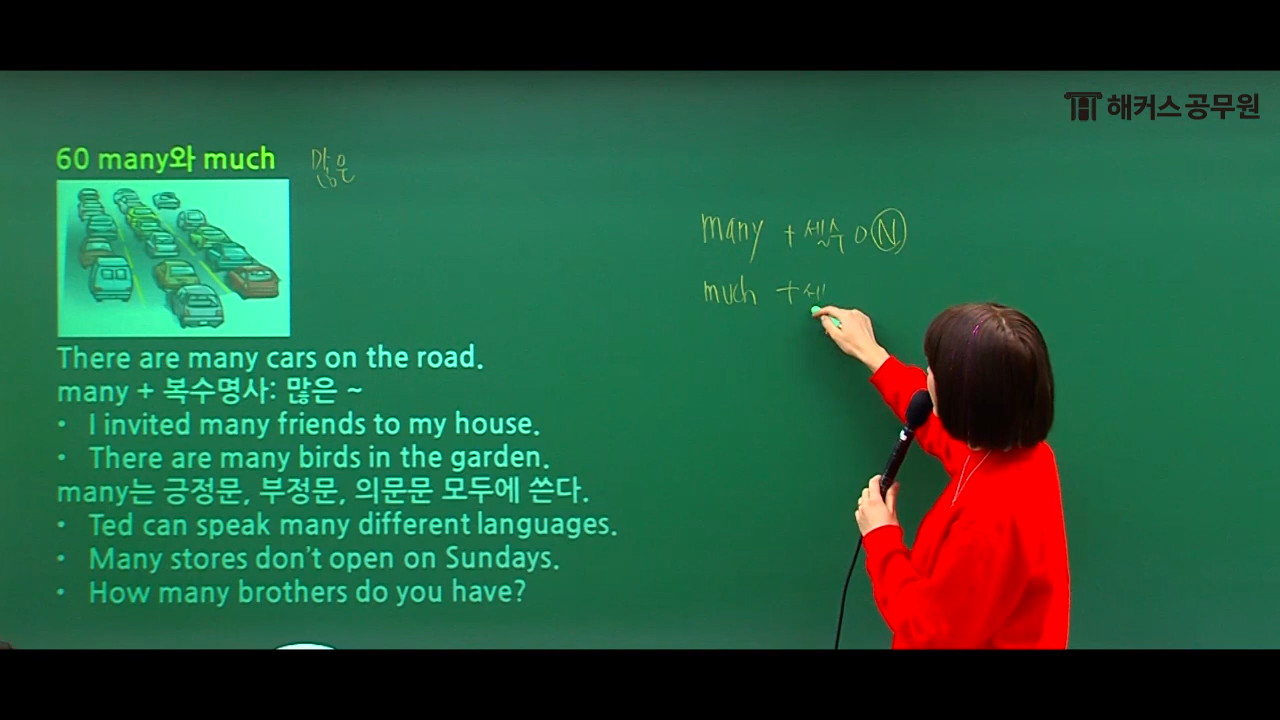 해커스 공무원
60 many와 much 많은
There are many cars on the road.
many + 복수명사: 많은 ~
• I invited many friends to my house.
• There are many birds in the garden.
many는 긍정문, 부정문, 의문문 모두에 쓴다.
• Ted can speak many different languages.
• Many stores don't open on Sundays.
• How many brothers do you have?
many + 셀수 O N
much + 세